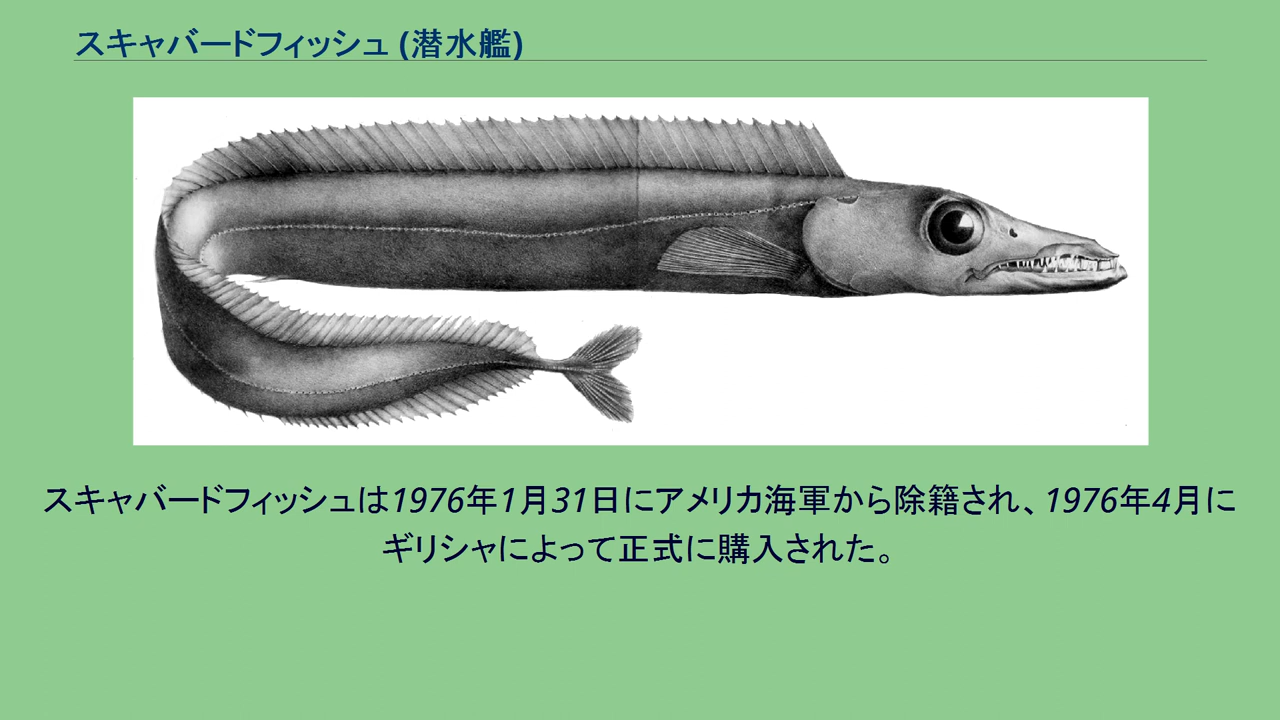 スキャバードフィッシュ (潜水艦)
スキャバードフィッシュは1976年1月31日にアメリカ海軍から除籍され、1976年4月に
ギリシャによって正式に購入された。